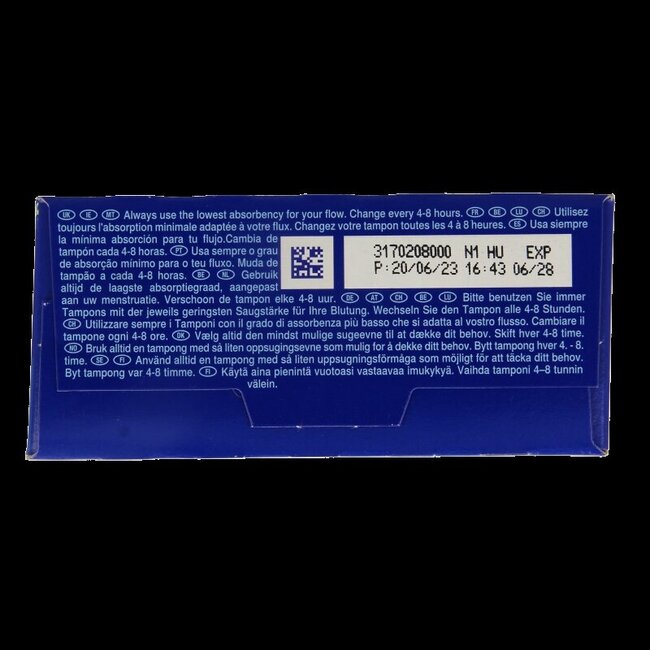 UK IE MT Always use the lowest absorbency for your flow. Change every 4-8 hours. FR BE LU CH Utilisez
toujours l'absorption minimale adaptée à votre flux. Changez votre tampon toutes les 4 à 8 heures. ES Usa siempre
la mínima absorción para tu flujo.Cambia de
tampón cada 4-8 horas. PT Usa sempre o grau
de absorção mínimo para o teu fluxo. Muda de
tampão a cada 4-8 horas. BE NL Gebruik
altijd de laagste absorptiegraad, aangepast
aan uw menstruatie. Verschoon de tampon elke 4-8 uur. DE AT CH BE LU Bitte benutzen Sie immer
Tampons mit der jeweils geringsten Saugstärke für Ihre Blutung. Wechseln Sie den Tampon alle 4-8 Stunden.
CH Utilizzare sempre i Tamponi con il grado di assorbenza più basso che si adatta al vostro flusso. Cambiare il
tampone ogni 4-8 ore. DK Vælg altid den mindst mulige sugeevne til at dække dit behov. Skift hver 4-8 time.
NO Bruk alltid en tampong med så liten oppsugingsevne som mulig for å dekke ditt behov. Bytt tampong hver 4. - 8.
time. SE FI Använd alltid en tampong med så liten uppsugningsförmåga som möjligt för att täcka ditt behov.
Byt tampong var 4-8 timme. FI Käytä aina pienintä vuotoasi vastaavaa imukykyä. Vaihda tamponi 4–8 tunnin
välein.
3170208000 N1 HU EXP
P:20/06/23 16:43 06/28